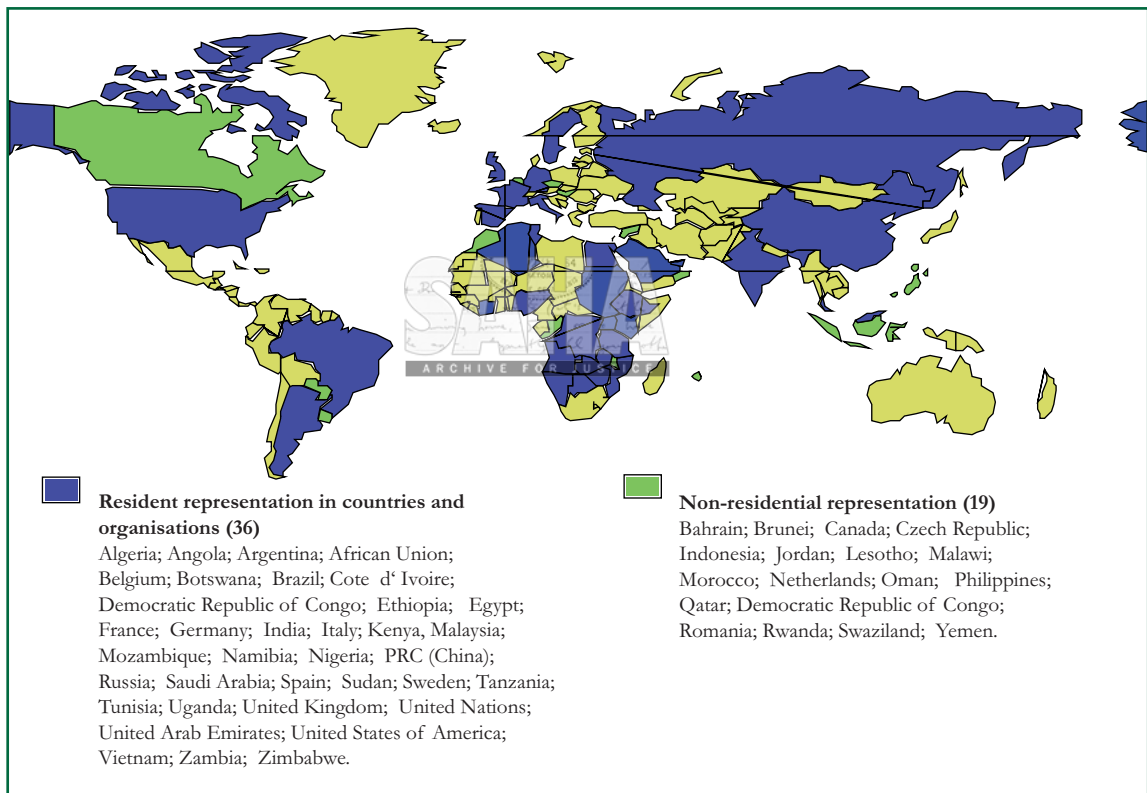 SAHA
ARCHIVE FOR JUSTICE
Resident representation in countries and
organisations (36)
Algeria; Angola; Argentina; African Union;
Belgium; Botswana; Brazil; Cote d‘ Ivoire;
Democratic Republic of Congo; Ethiopia; Egypt;
France; Germany; India; Italy; Kenya, Malaysia;
Mozambique; Namibia; Nigeria; PRC (China);
Russia; Saudi Arabia; Spain; Sudan; Sweden; Tanzania;
Tunisia; Uganda; United Kingdom; United Nations;
United Arab Emirates; United States of America;
Vietnam; Zambia; Zimbabwe.
Non-residential representation (19)
Bahrain; Brunei; Canada; Czech Republic;
Indonesia; Jordan; Lesotho; Malawi;
Morocco; Netherlands; Oman; Philippines;
Qatar; Democratic Republic of Congo;
Romania; Rwanda; Swaziland; Yemen.